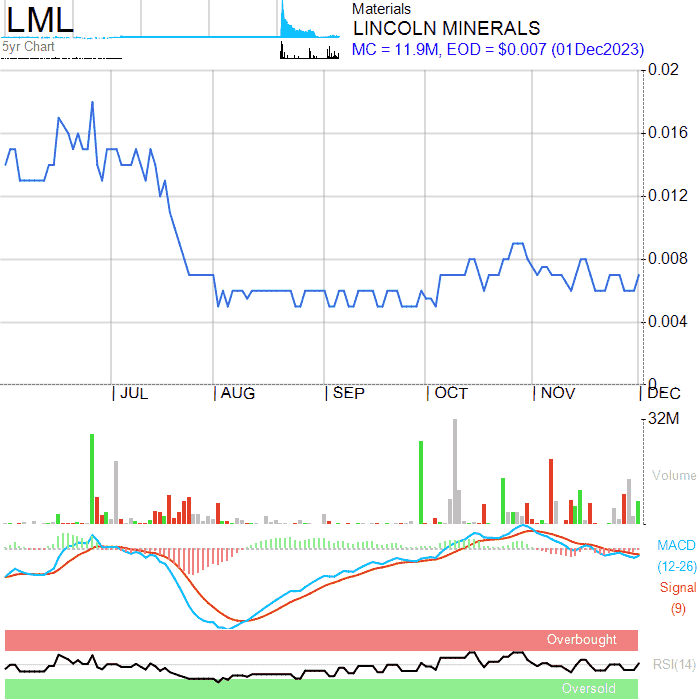 LML
5yr Chart
Materials
LINCOLN MINERALS
MC = 11.9M, EOD = $0.007 (01Dec2023)
0.02
0.016
0.012
0.008
0.004
0
JUL AUG SEP OCT NOV DEC
32M
Volume
MACD
(12-26)
Signal
(9)
Overbought
RSI(14)
Oversold